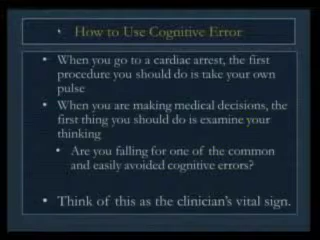 How to Use Cognitive Error
• When you go to a cardiac arrest, the first
procedure you should do is take your own
pulse
• When you are making medical decisions, the
first thing you should do is examine your
thinking
• Are you falling for one of the common
and easily avoided cognitive errors?
• Think of this as the clinician's vital sign.